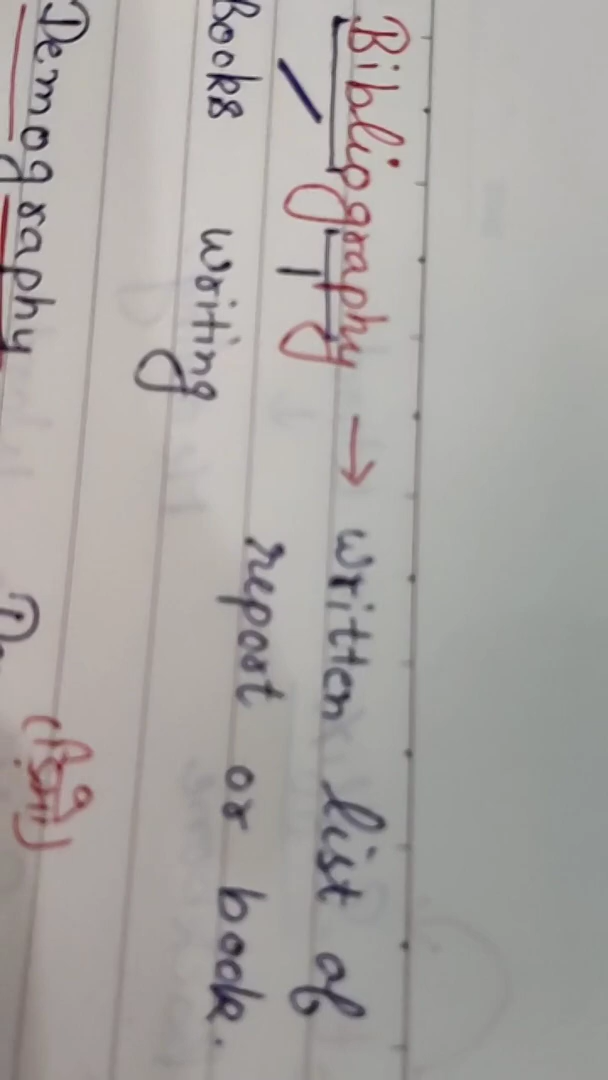 Bibliography → written list of
Books writing report or book.
Demography